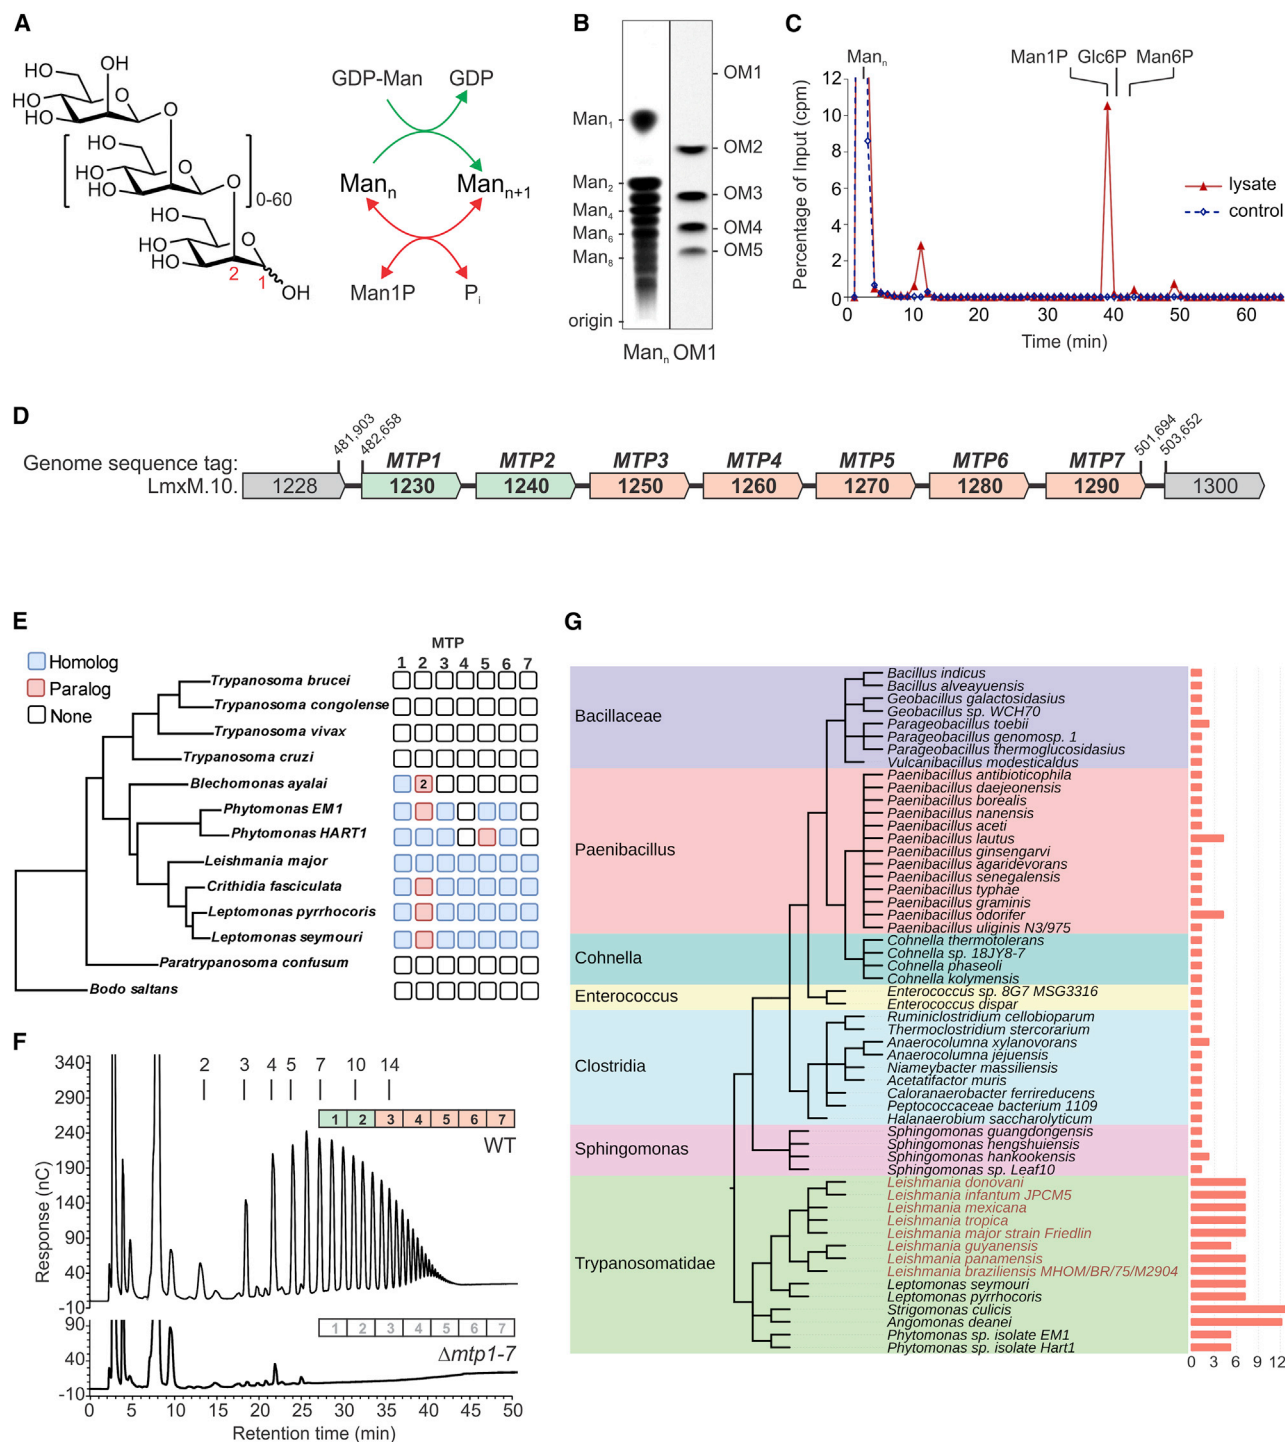 A
HO
OH
O
HO
HO
O
HO
OH
O
HO
HO
O
0-60
HO
OH
O
HO
HO
2
1
OH
GDP-Man
GDP
Manₙ
Manₙ₊₁
Man1P
Pᵢ
B
Man₁
Man₂
Man₄
Man₆
Man₈
origin
OM1
OM2
OM3
OM4
OM5
Manₙ OM1
C
Man1P Glc6P Man6P
Manₙ
Percentage of Input (cpm)
12
10
8
6
4
2
0
0 10 20 30 40 50 60
Time (min)
lysate
control
D
481,903
482,658
501,694
503,652
Genome sequence tag:
MTP1 MTP2 MTP3 MTP4 MTP5 MTP6 MTP7
LmxM.10. 1228 1230 1240 1250 1260 1270 1280 1290 1300
E
Homolog
Paralog
None
MTP
1 2 3 4 5 6 7
Trypanosoma brucei
Trypanosoma congolense
Trypanosoma vivax
Trypanosoma cruzi
Blechomonas ayalai 2
Phytomonas EM1
Phytomonas HART1
Leishmania major
Crithidia fasciculata
Leptomonas pyrrhocoris
Leptomonas seymouri
Paratrypanosoma confusum
Bodo saltans
F
Response (nC)
340
290
240
190
140
90
40
-10
2 3 4 5 7 10 14
1 2 3 4 5 6 7
WT
90
40
-10
1 2 3 4 5 6 7
Δmtp1-7
0 5 10 15 20 25 30 35 40 45 50
Retention time (min)
G
Bacillaceae
Bacillus indicus
Bacillus alveayuensis
Geobacillus galactosidasius
Geobacillus sp. WCH70
Parageobacillus toebii
Parageobacillus genomosp. 1
Parageobacillus thermoglucosidasius
Vulcanibacillus modesticaldus
Paenibacillus
Paenibacillus antibioticophila
Paenibacillus daejeonensis
Paenibacillus borealis
Paenibacillus nanensis
Paenibacillus aceti
Paenibacillus lautus
Paenibacillus ginsengarvi
Paenibacillus agaridevorans
Paenibacillus senegalensis
Paenibacillus typhae
Paenibacillus graminis
Paenibacillus odorifer
Paenibacillus uliginis N3/975
Cohnella
Cohnella thermotolerans
Cohnella sp. 18JY8-7
Cohnella phaseoli
Cohnella kolymensis
Enterococcus
Enterococcus sp. 8G7 MSG3316
Enterococcus dispar
Clostridia
Ruminiclostridium cellobioparum
Thermoclostridium stercorarium
Anaerocolumna xylanovorans
Anaerocolumna jejuensis
Niameybacter massiliensis
Acetatifactor muris
Caloranaerobacter ferrireducens
Peptococcaceae bacterium 1109
Halanaerobium saccharolyticum
Sphingomonas
Sphingomonas guangdongensis
Sphingomonas hengshuiensis
Sphingomonas hankookensis
Sphingomonas sp. Leaf10
Trypanosomatidae
Leishmania donovani
Leishmania infantum JPCM5
Leishmania mexicana
Leishmania tropica
Leishmania major strain Friedlin
Leishmania guyanensis
Leishmania panamensis
Leishmania braziliensis MHOM/BR/75/M2904
Leptomonas seymouri
Leptomonas pyrrhocoris
Strigomonas culicis
Angomonas deanei
Phytomonas sp. isolate EM1
Phytomonas sp. isolate Hart1
0 3 6 9 12